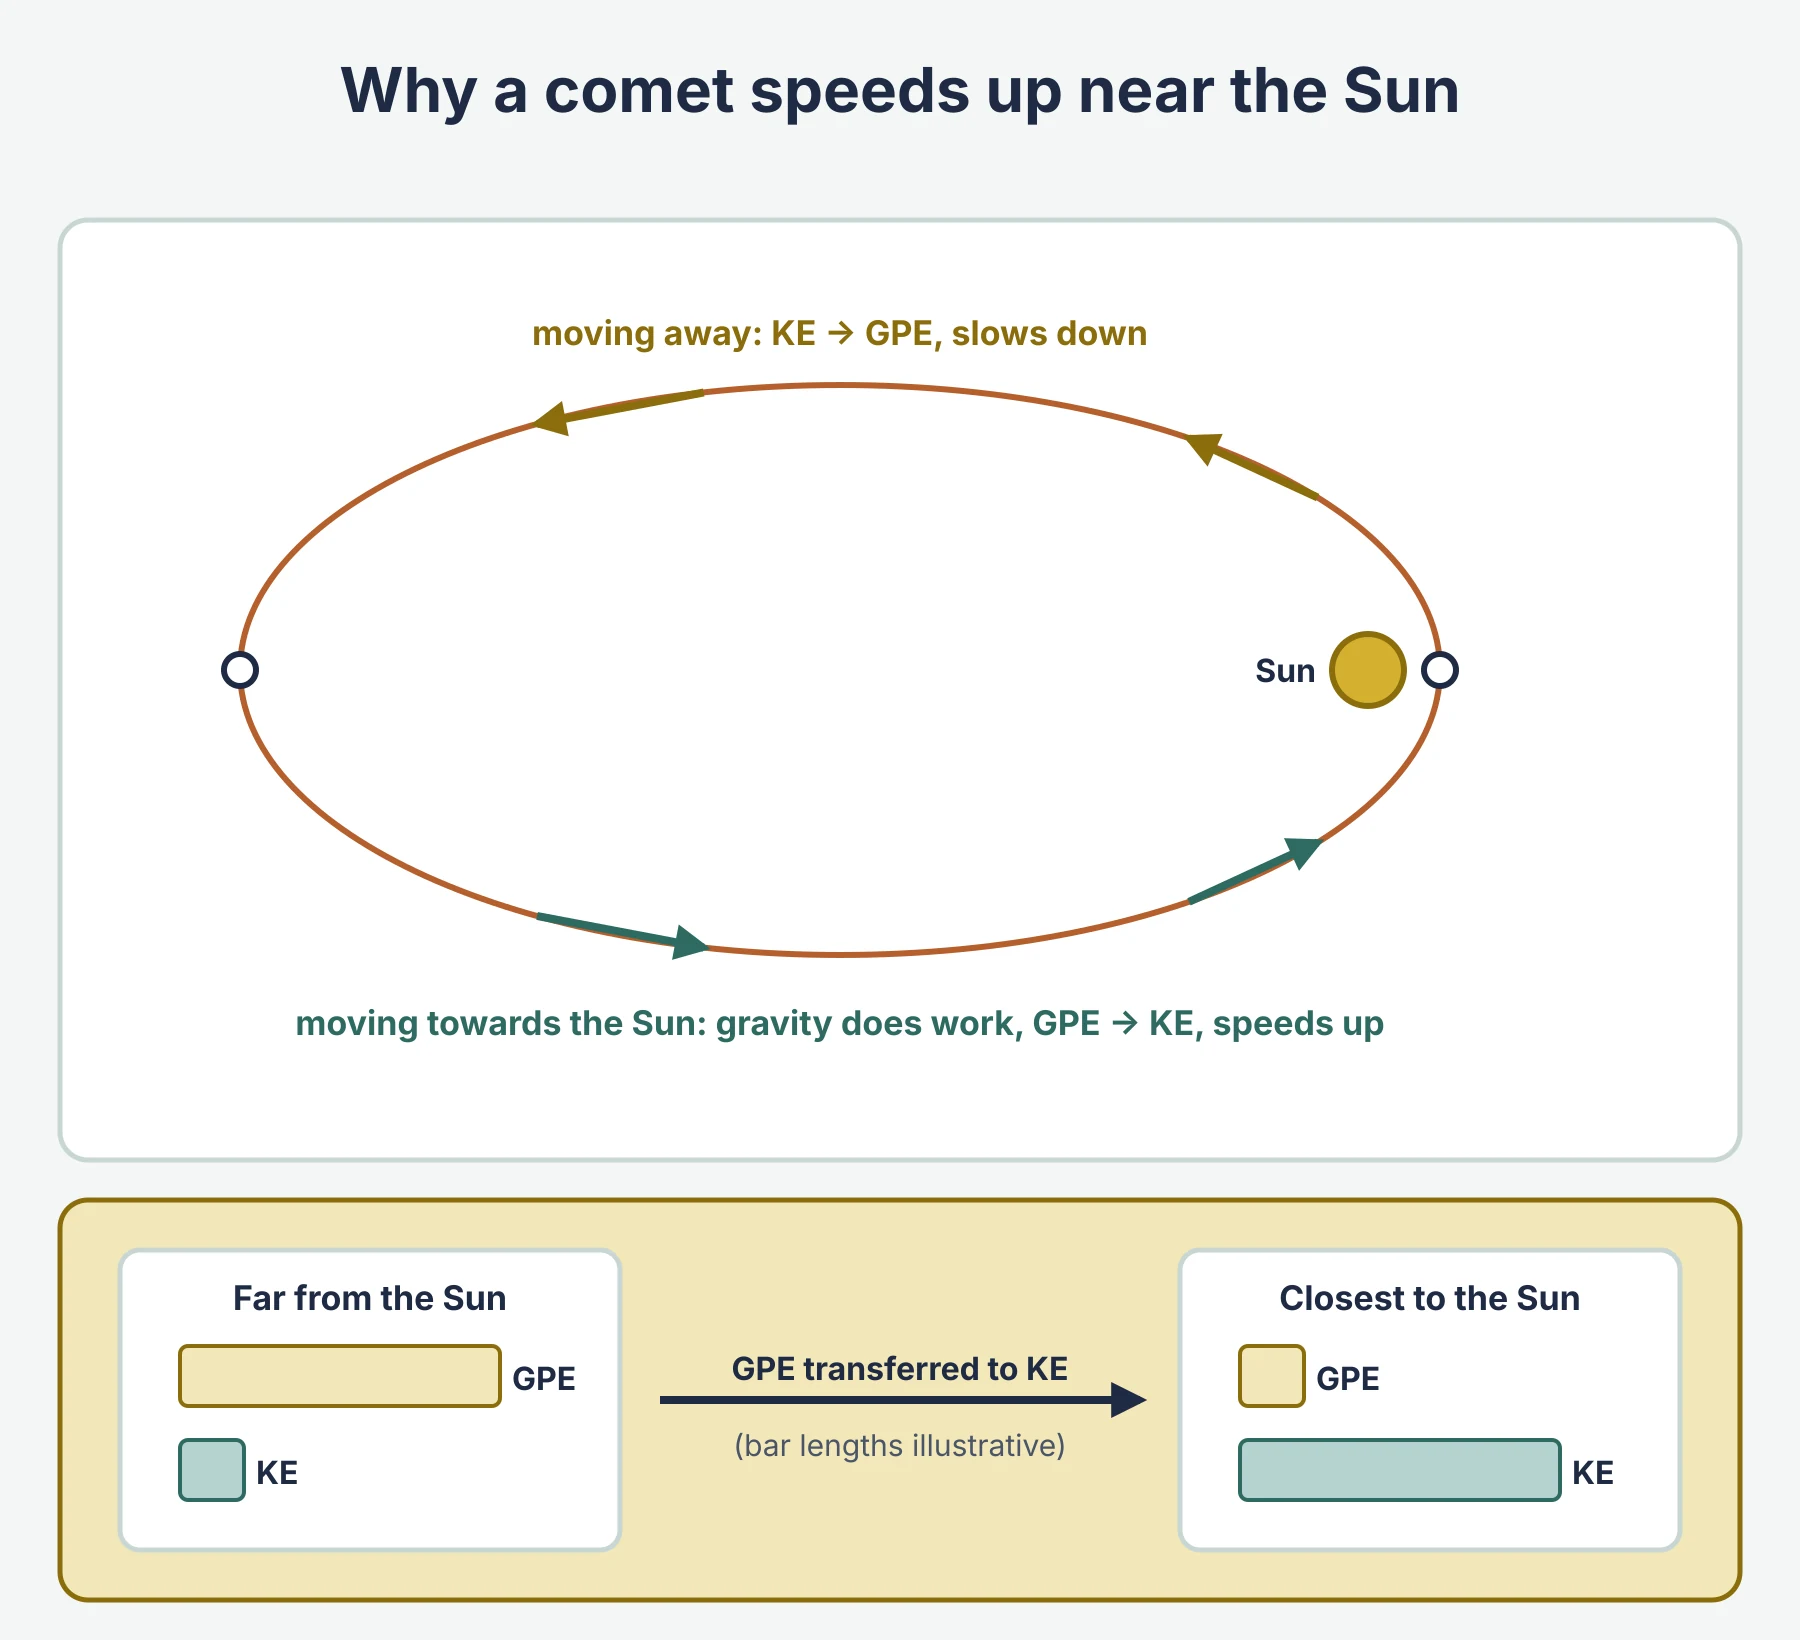 Why a comet speeds up near the Sun
moving away: KE → GPE, slows down
Sun
moving towards the Sun: gravity does work, GPE → KE, speeds up
Far from the Sun
GPE
KE
GPE transferred to KE
(bar lengths illustrative)
Closest to the Sun
GPE
KE